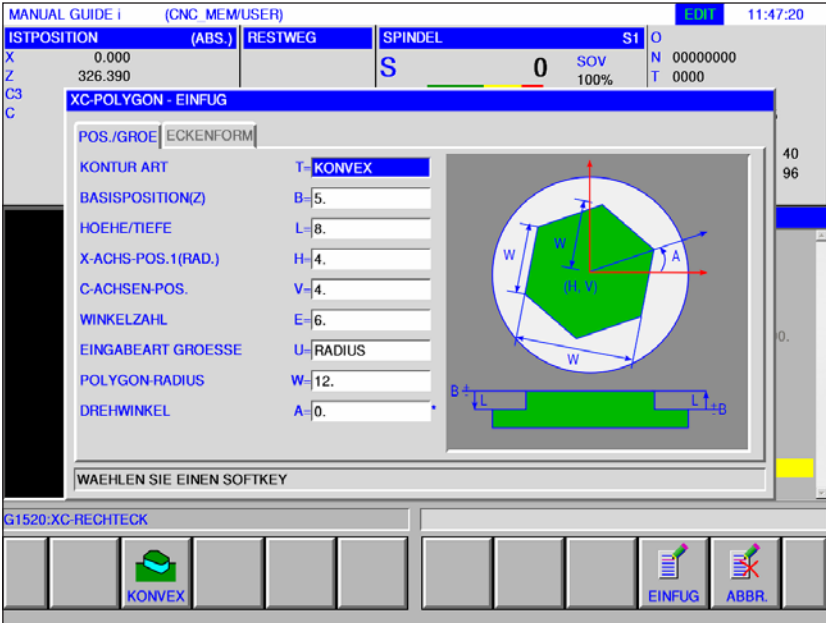 MANUAL GUIDE i (CNC_MEM/USER) EDIT 11:47:20
ISTPOSITION (ABS.) RESTWEG SPINDEL S1 O
X 0.000 S 0 SOV N 00000000
Z 326.390 100% T 0000
C3
C
XC-POLYGON - EINFUG
POS./GROE ECKENFORM
40
96
KONTUR ART T= KONVEX
BASISPOSITION(Z) B= 5.
HOEHE/TIEFE L= 8.
X-ACHS-POS.1(RAD.) H= 4.
C-ACHSEN-POS. V= 4.
WINKELZAHL E= 6.
EINGABEART GROESSE U= RADIUS
POLYGON-RADIUS W= 12.
DREHWINKEL A= 0. *
W
W
A
(H, V)
W
B ± L L ±B
0.
WAEHLEN SIE EINEN SOFTKEY
G1520:XC-RECHTECK
KONVEX EINFUG ABBR.